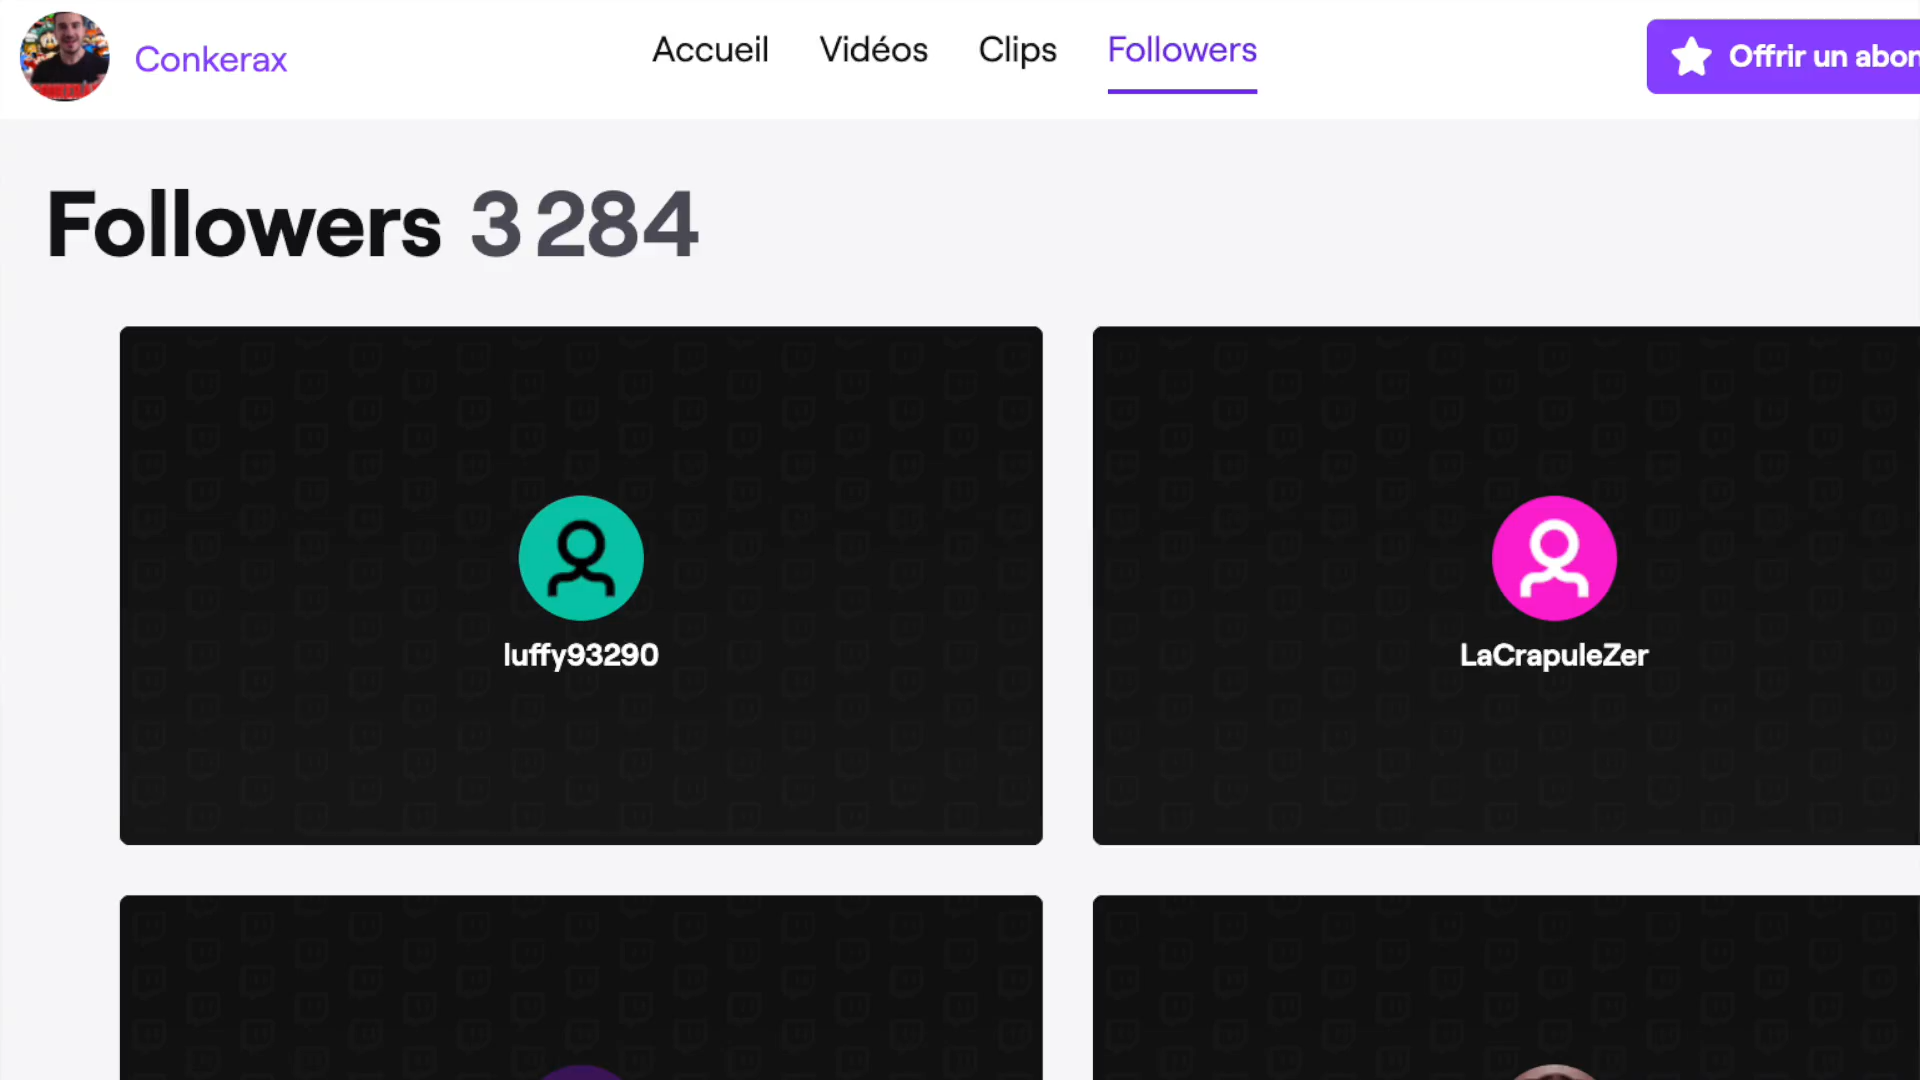 Conkerax
Accueil
Vidéos
Clips
Followers
Offrir un abon
Followers 3 284
luffy93290
LaCrapuleZer